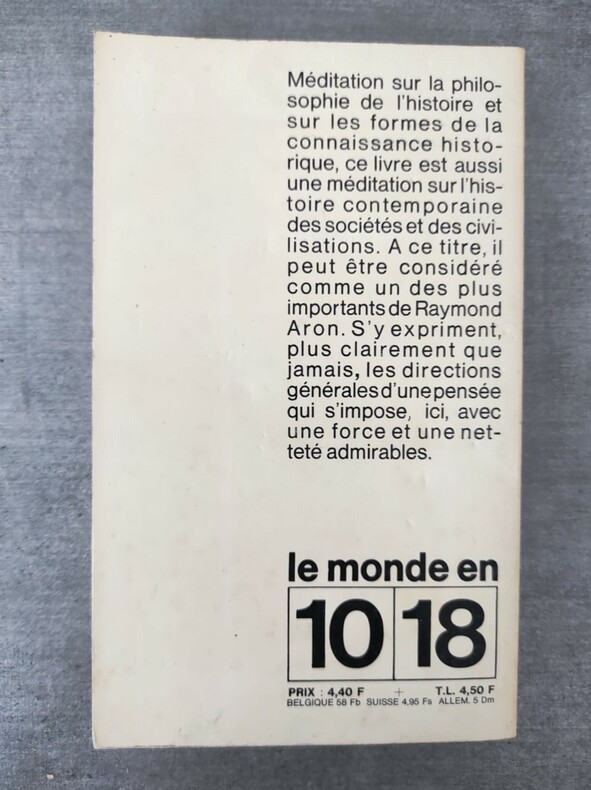 Méditation sur la philo-
sophie de l'histoire et
sur les formes de la
connaissance histo-
rique, ce livre est aussi
une méditation sur l'his-
toire contemporaine
des sociétés et des civi-
lisations. A ce titre, il
peut être considéré
comme un des plus
importants de Raymond
Aron. S'y expriment,
plus clairement que
jamais, les directions
générales d'une pensée
qui s'impose, ici, avec
une force et une net-
teté admirables.
le monde en
10 18
PRIX : 4,40 F + T.L. 4,50 F
BELGIQUE 58 Fb SUISSE 4,95 Fs ALLEM. 5 Dm